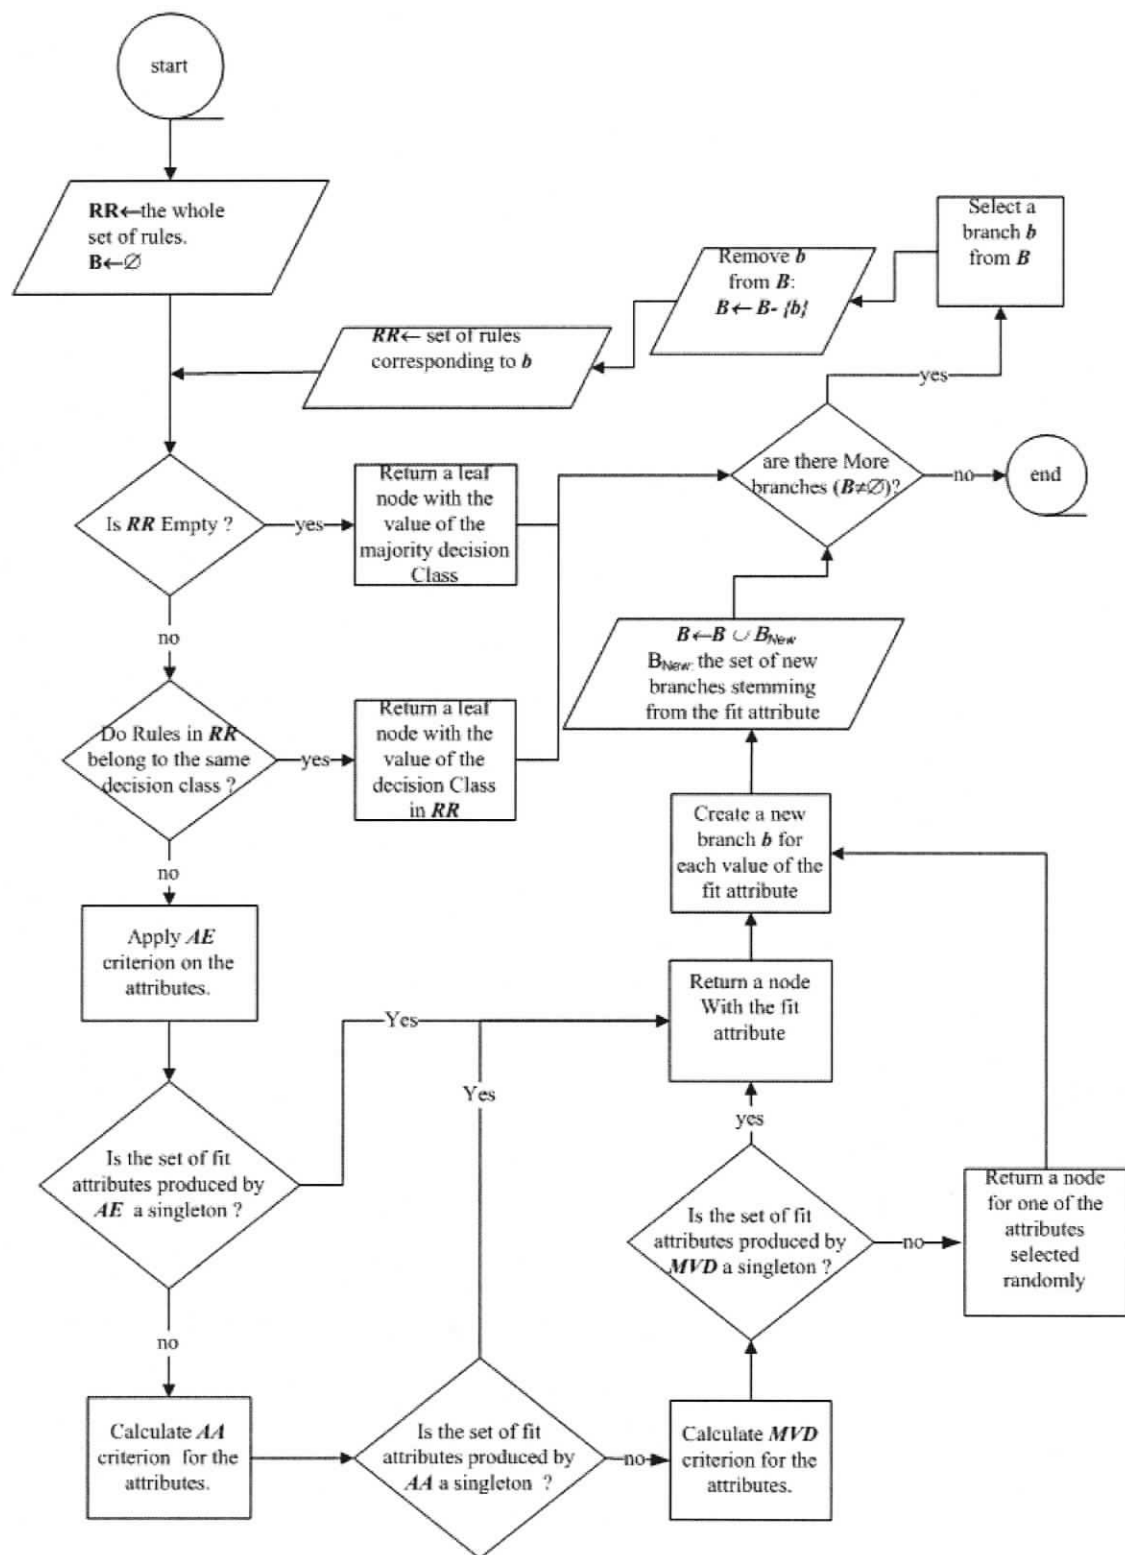 start
RR←the whole
set of rules.
B←∅
Select a
branch b
from B
Remove b
from B:
B← B- {b}
RR← set of rules
corresponding to b
yes
are there More
branches (B≠∅)?
no
end
Is RR Empty ?
yes
Return a leaf
node with the
value of the
majority decision
Class
no
B←B ∪ BNew
BNew: the set of new
branches stemming
from the fit attribute
Do Rules in RR
belong to the same
decision class ?
yes
Return a leaf
node with the
value of the
decision Class
in RR
no
Create a new
branch b for
each value of the
fit attribute
Apply AE
criterion on the
attributes.
Return a node
With the fit
attribute
Yes
Yes
yes
Is the set of fit
attributes produced by
AE a singleton ?
Is the set of fit
attributes produced by
MVD a singleton ?
no
Return a node
for one of the
attributes
selected
randomly
no
Calculate AA
criterion for the
attributes.
Is the set of fit
attributes produced by
AA a singleton ?
no
Calculate MVD
criterion for the
attributes.